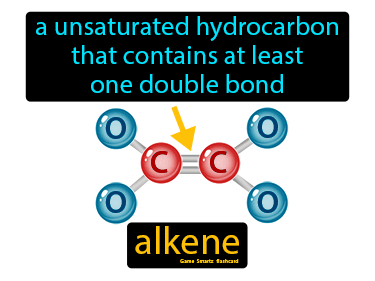 a unsaturated hydrocarbon
that contains at least
one double bond
O O
C C
O O
alkene
Game Smartz flashcard